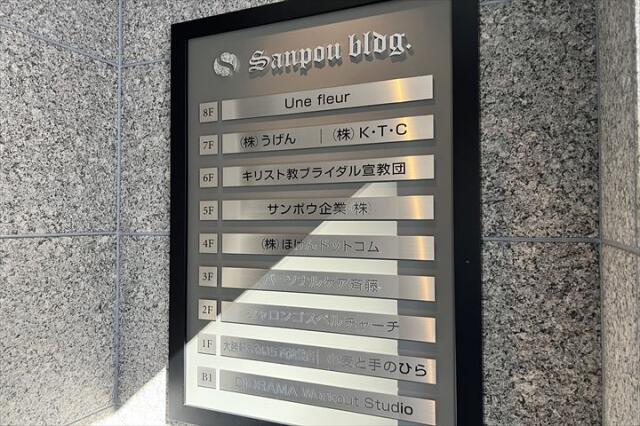 Sanpou bldg.
8F Une fleur
7F (株)うげん | (株)K・T・C
6F キリスト教ブライダル宣教団
5F サンポウ企業(株)
4F (株)ほけんドットコム
3F パーソナルケア斉藤
2F シャロンゴスペルチャーチ
1F 小麦と手のひら
B1 DIORAMA Workout Studio